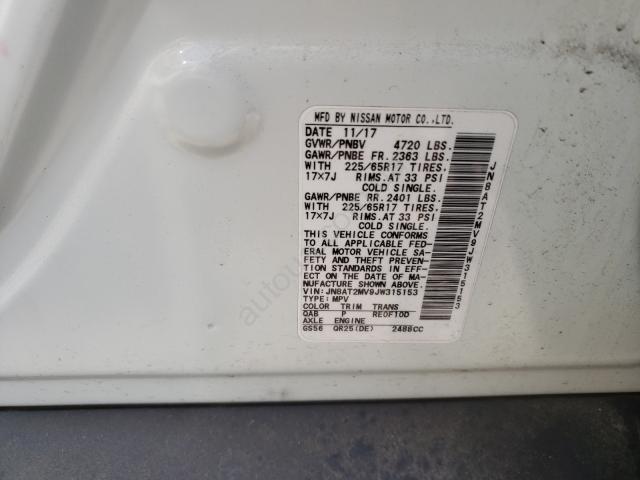 MFD BY NISSAN MOTOR CO.,LTD.
DATE 11/17
GVWR/PNBV 4720 LBS.
GAWR/PNBE FR. 2363 LBS.
WITH 225/65R17 TIRES.
17×7J RIMS.AT 33 PSI
COLD SINGLE.
GAWR/PNBE RR. 2401 LBS.
WITH 225/65R17 TIRES.
17×7J RIMS.AT 33 PSI
COLD SINGLE.
THIS VEHICLE CONFORMS
TO ALL APPLICABLE FED-
ERAL MOTOR VEHICLE SA-
FETY AND THEFT PREVEN-
TION STANDARDS IN EFF-
ECT ON THE DATE OF MA-
NUFACTURE SHOWN ABOVE.
VIN: JN8AT2MV9JW315153
TYPE: MPV
COLOR TRIM TRANS
QAB P RE0F10D
AXLE ENGINE
GS56 QR25(DE) 2488CC
JN8AT2MV9JW315153